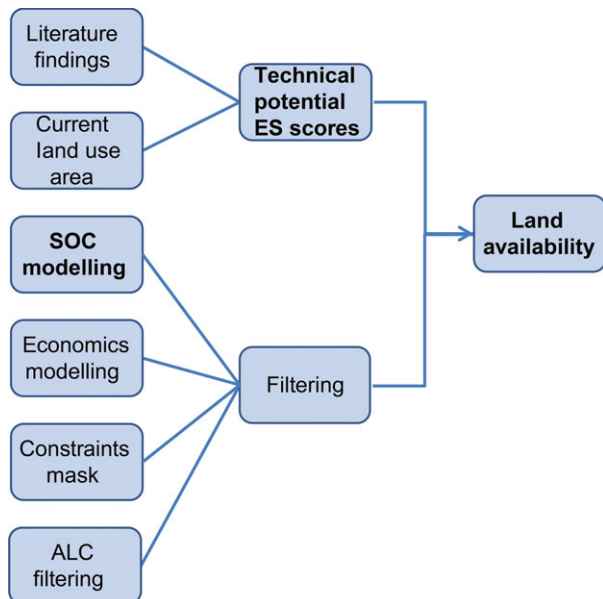 Literature
findings
Current
land use
area
Technical
potential
ES scores
SOC
modelling
Economics
modelling
Constraints
mask
ALC
filtering
Filtering
Land
availability